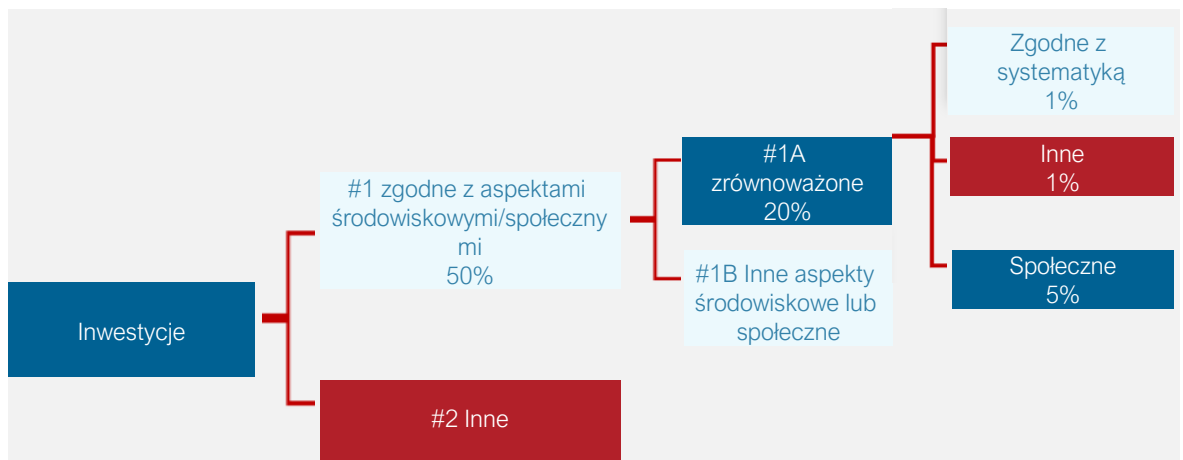 Inwestycje
#1 zgodne z aspektami
środowiskowymi/społeczny
mi
50%
#2 Inne
#1A
zrównoważone
20%
#1B Inne aspekty
środowiskowe lub
społeczne
Zgodne z
systematyką
1%
Inne
1%
Społeczne
5%